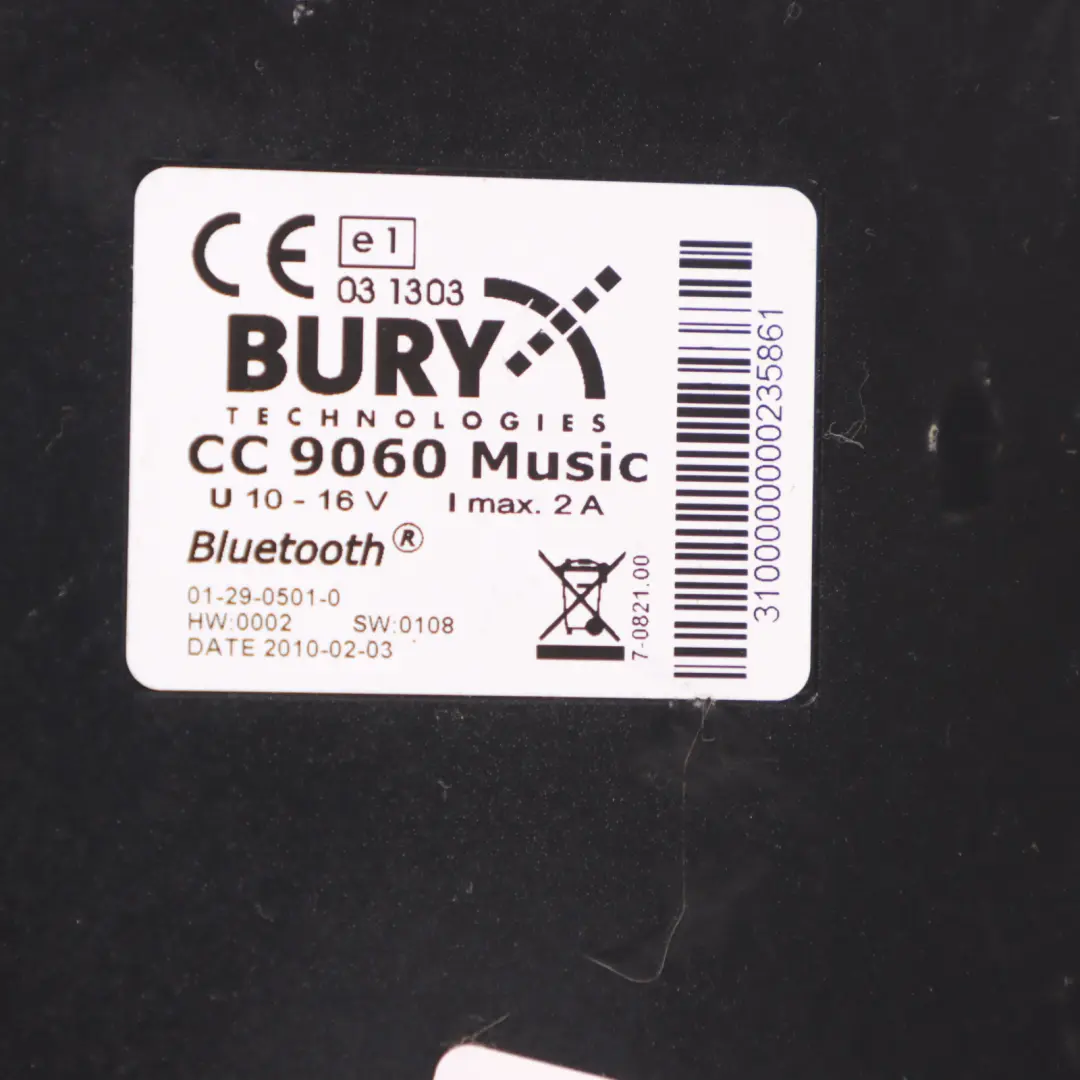 CE e1
03 1303
BURY
TECHNOLOGIES
CC 9060 Music
U 10 - 16 V I max. 2 A
Bluetooth®
01-29-0501-0
HW:0002 SW:0108
DATE 2010-02-03
7-0821.00
3100000000235861